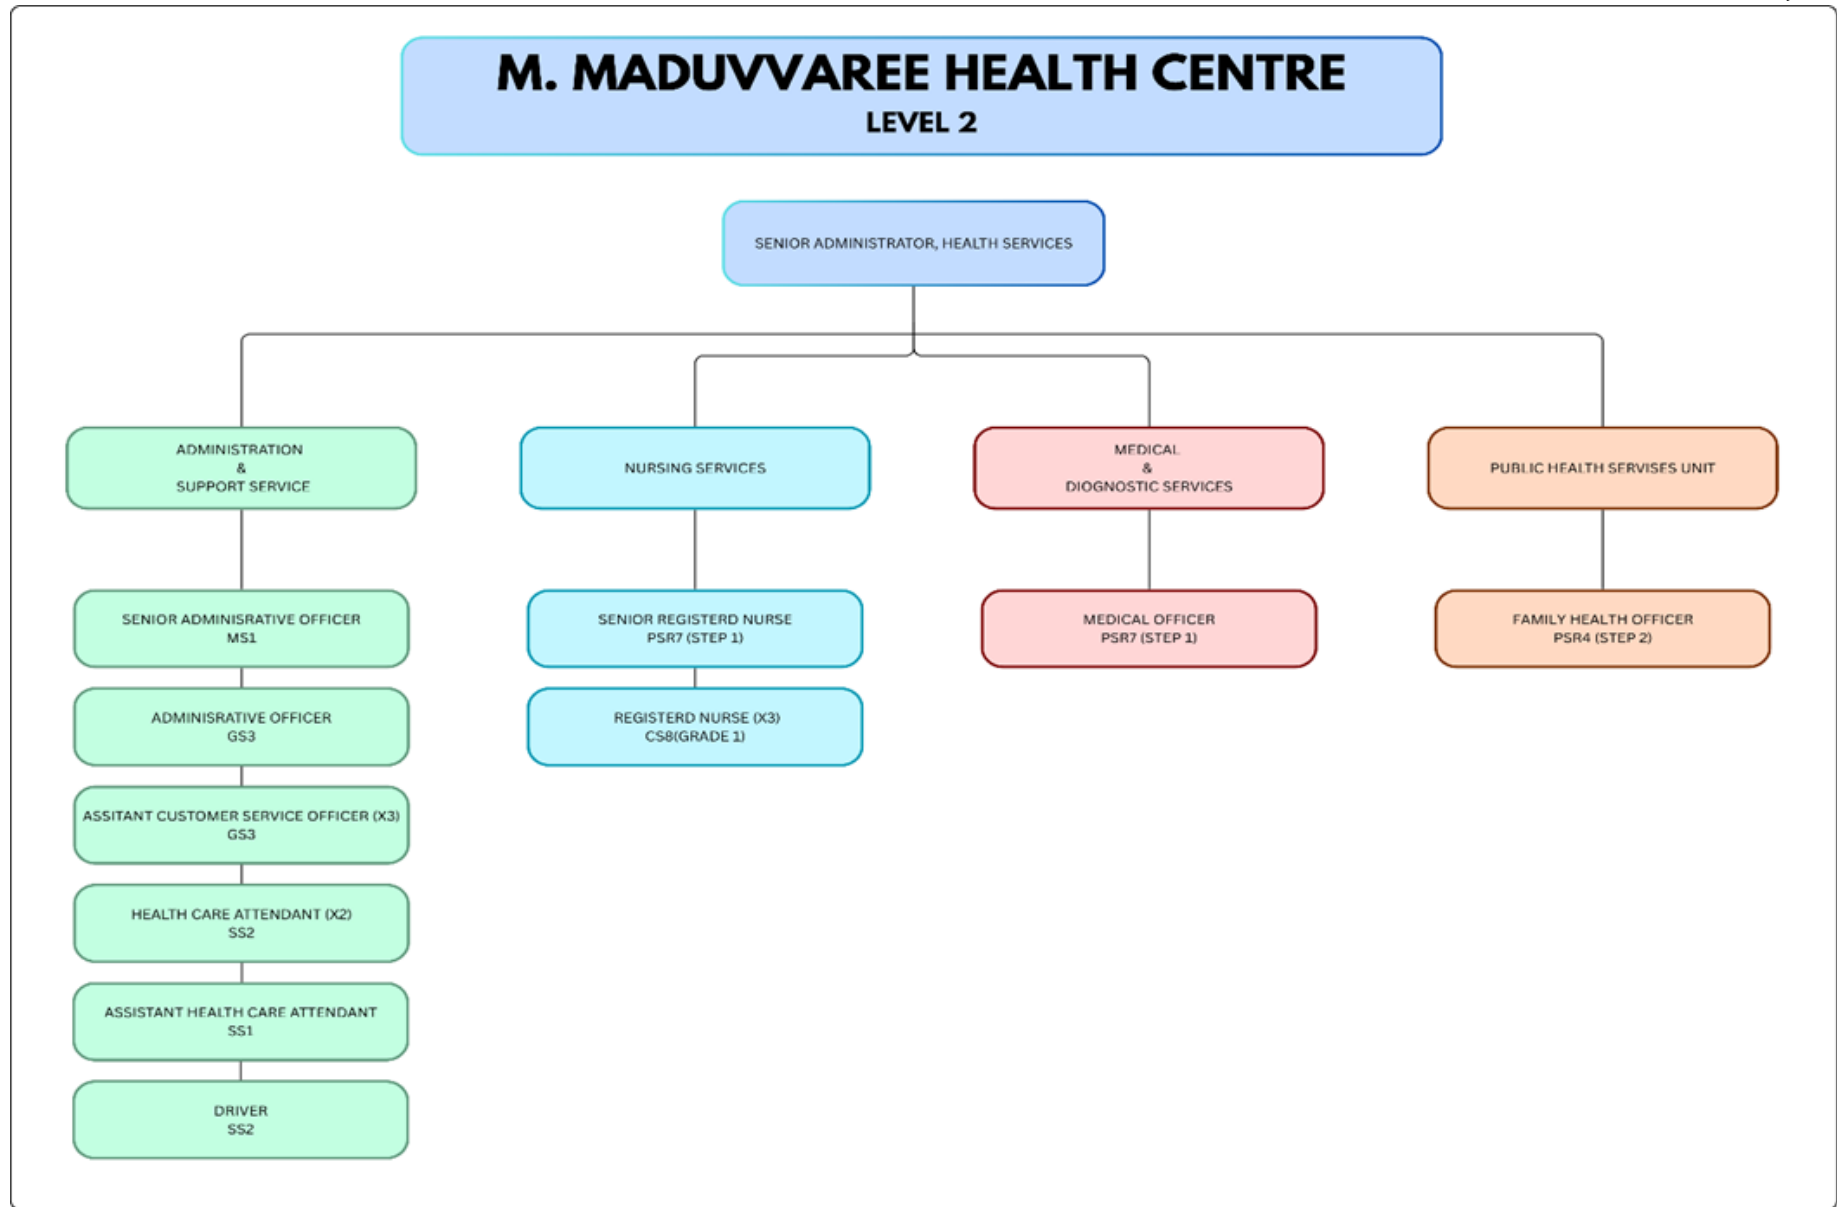 M. MADUVVAREE HEALTH CENTRE
LEVEL 2
SENIOR ADMINISTRATOR, HEALTH SERVICES
ADMINISTRATION
&
SUPPORT SERVICE
SENIOR ADMINISRATIVE OFFICER
MS1
ADMINISRATIVE OFFICER
GS3
ASSITANT CUSTOMER SERVICE OFFICER (X3)
GS3
HEALTH CARE ATTENDANT (X2)
SS2
ASSISTANT HEALTH CARE ATTENDANT
SS1
DRIVER
SS2
NURSING SERVICES
SENIOR REGISTERD NURSE
PSR7 (STEP 1)
REGISTERD NURSE (X3)
CS8(GRADE 1)
MEDICAL
&
DIOGNOSTIC SERVICES
MEDICAL OFFICER
PSR7 (STEP 1)
PUBLIC HEALTH SERVISES UNIT
FAMILY HEALTH OFFICER
PSR4 (STEP 2)